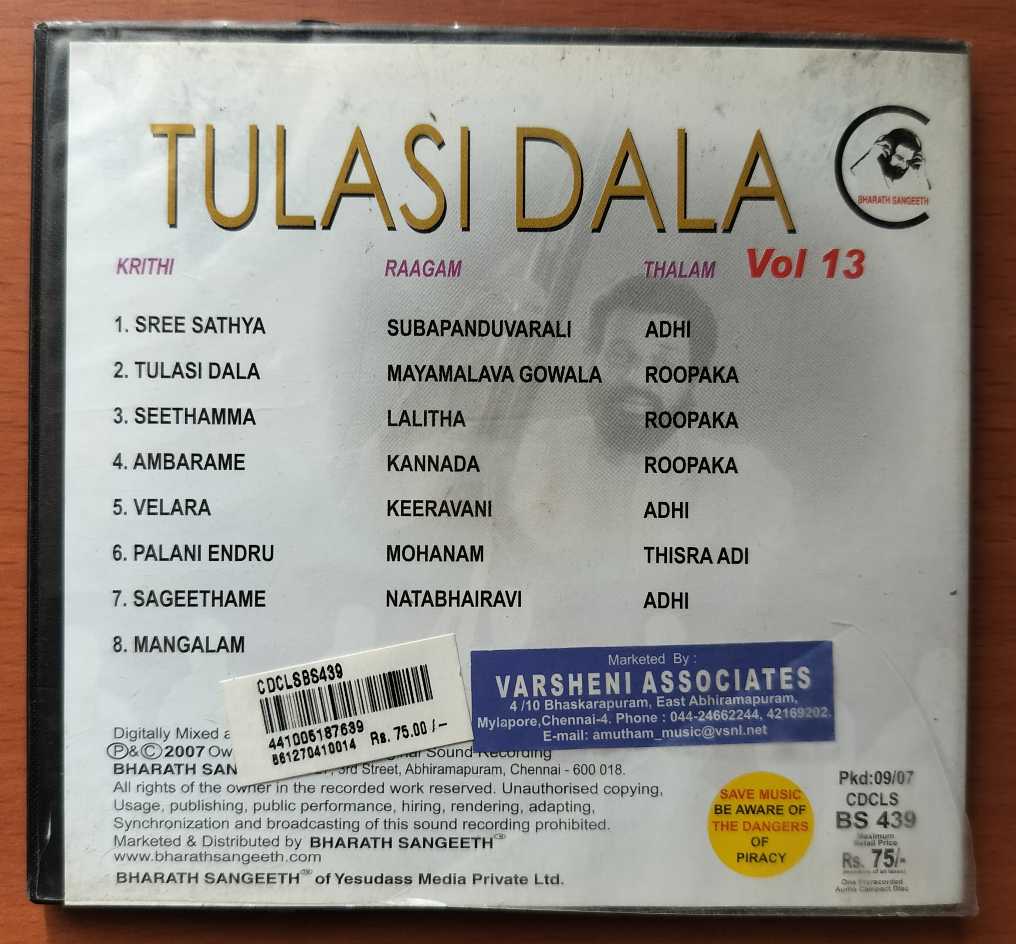 TULASI DALA
BHARATH SANGEETH
KRITHI RAAGAM THALAM Vol 13
1. SREE SATHYA SUBAPANDUVARALI ADHI
2. TULASI DALA MAYAMALAVA GOWALA ROOPAKA
3. SEETHAMMA LALITHA ROOPAKA
4. AMBARAME KANNADA ROOPAKA
5. VELARA KEERAVANI ADHI
6. PALANI ENDRU MOHANAM THISRA ADI
7. SAGEETHAME NATABHAIRAVI ADHI
8. MANGALAM
CDCLSBS439
441005187639
861270410014 Rs. 75.00 /-
Marketed By :
VARSHENI ASSOCIATES
4 /10 Bhaskarapuram, East Abhiramapuram,
Mylapore,Chennai-4. Phone : 044-24662244, 42169202.
E-mail: amutham_music@vsnl.net
Digitally Mixed
Ⓟ&© 2007 Sound Recording
BHARATH 3rd Street, Abhiramapuram, Chennai - 600 018.
All rights of the owner in the recorded work reserved. Unauthorised copying,
Usage, publishing, public performance, hiring, rendering, adapting,
Synchronization and broadcasting of this sound recording prohibited.
Marketed & Distributed by BHARATH SANGEETH
www.bharathsangeeth.com
BHARATH SANGEETH of Yesudass Media Private Ltd.
SAVE MUSIC
BE AWARE OF
THE DANGERS
OF
PIRACY
Pkd:09/07
CDCLS
BS 439
Maximum
Retail Price
Rs. 75/-
(Inclusive of all taxes)
One Prerecorded
Audio Compact Disc